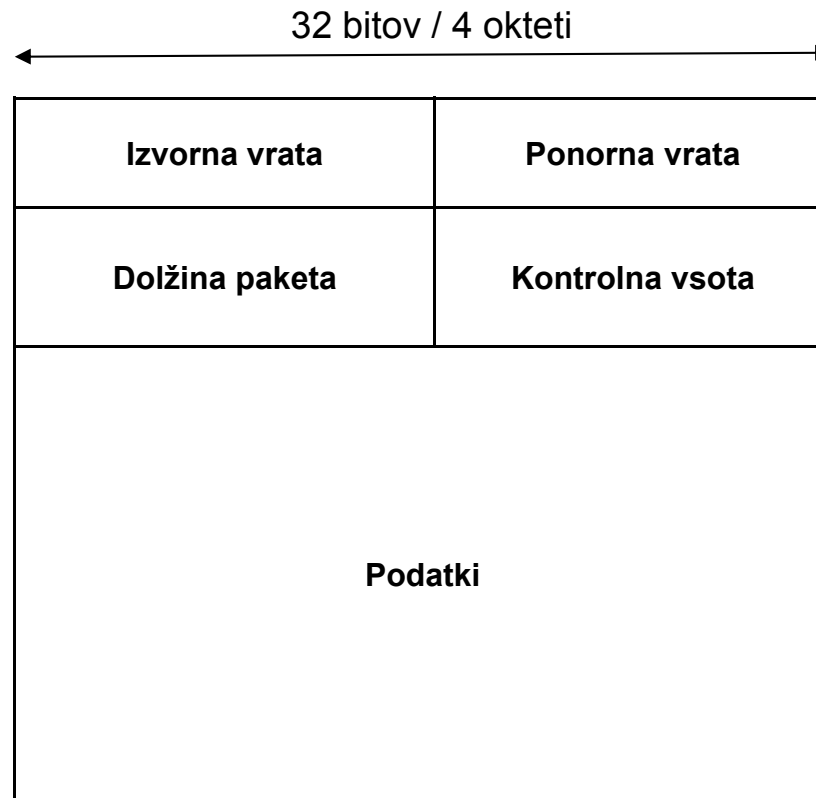 32 bitov / 4 okteti
Izvorna vrata
Ponorna vrata
Dolžina paketa
Kontrolna vsota
Podatki